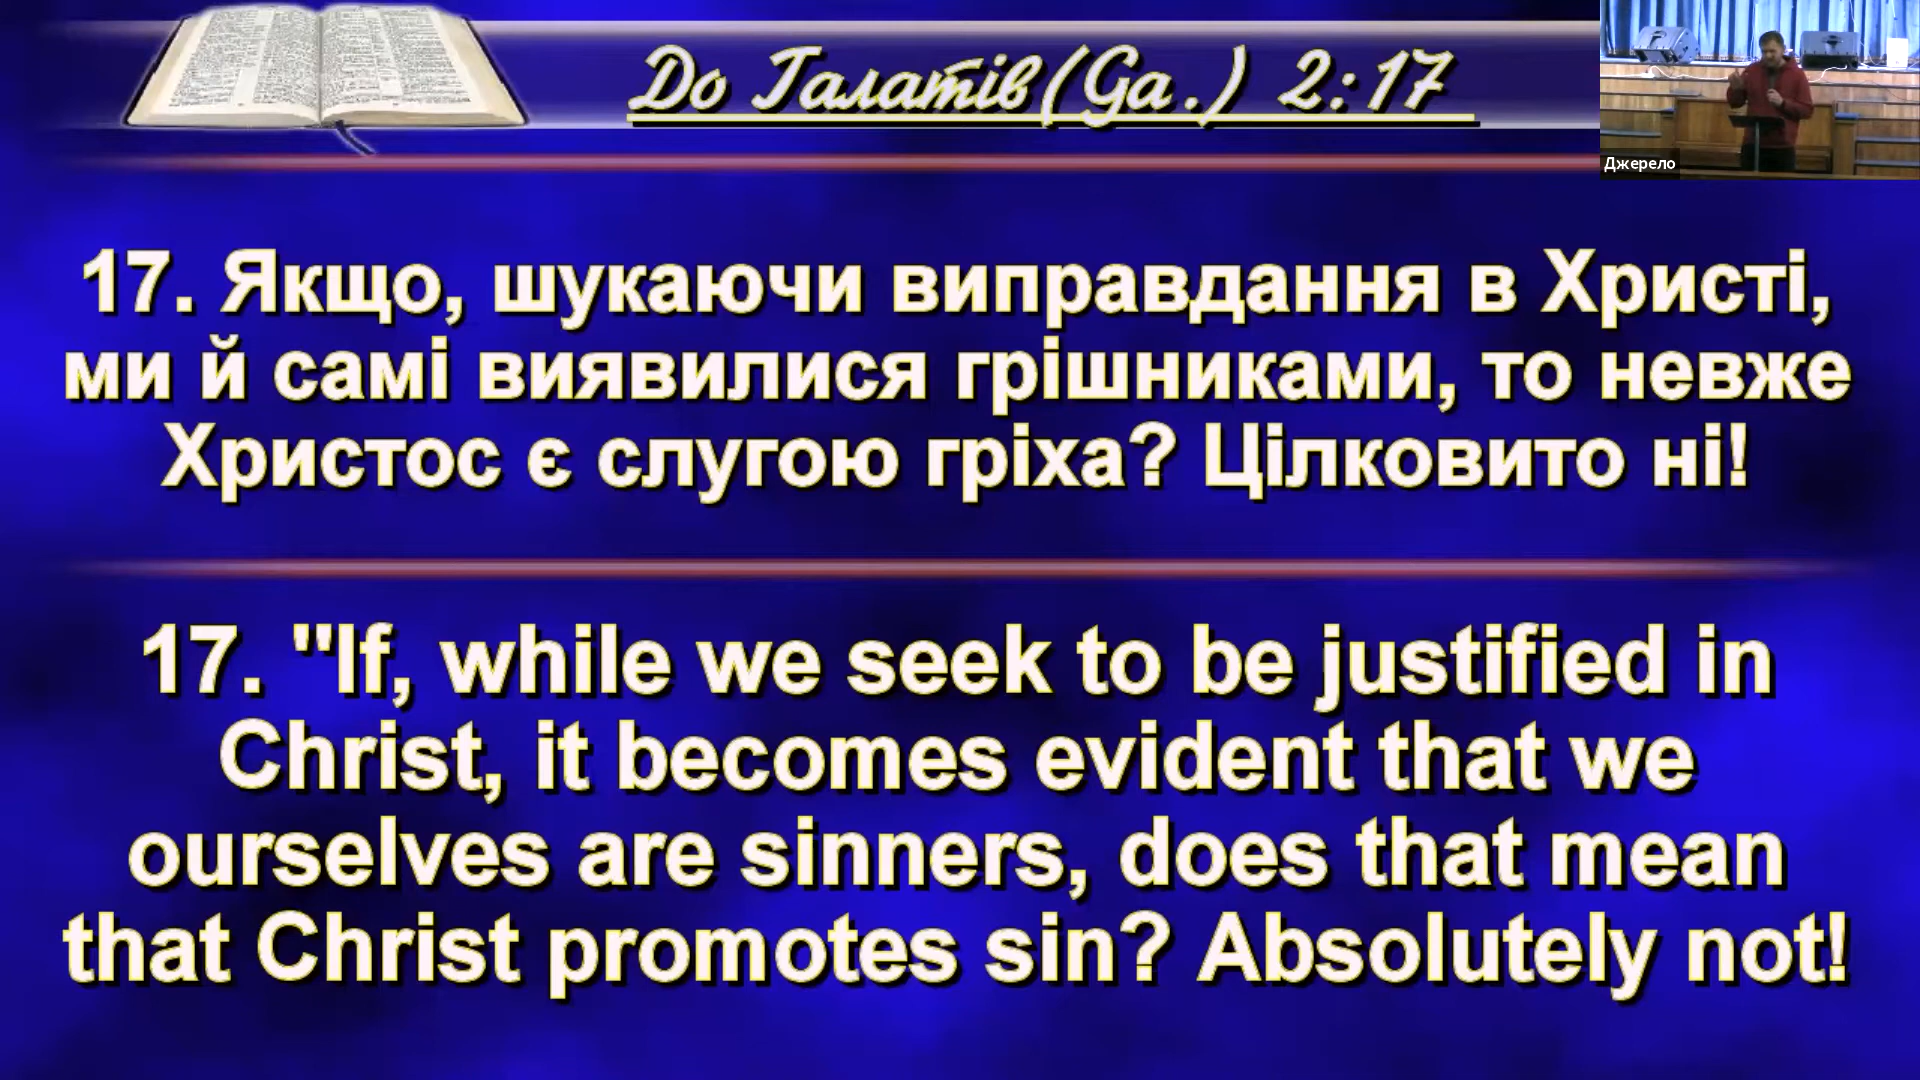 До Галатів(Ga.) 2:17
Джерело
17. Якщо, шукаючи виправдання в Христі,
ми й самі виявилися грішниками, то невже
Христос є слугою гріха? Цілковито ні!
17. "If, while we seek to be justified in
Christ, it becomes evident that we
ourselves are sinners, does that mean
that Christ promotes sin? Absolutely not!